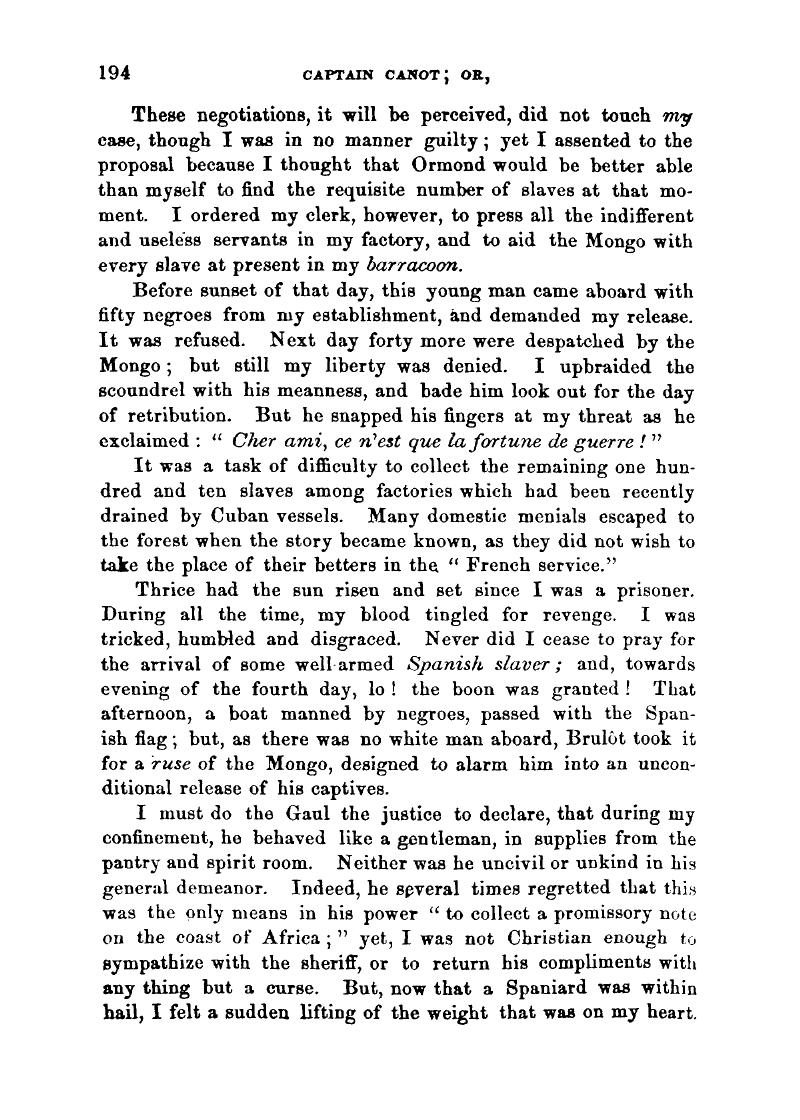 194 CAPTAIN CANOT; OR,
These negotiations, it will be perceived, did not touch my
case, though I was in no manner guilty; yet I assented to the
proposal because I thought that Ormond would be better able
than myself to find the requisite number of slaves at that mo-
ment. I ordered my clerk, however, to press all the indifferent
and useless servants in my factory, and to aid the Mongo with
every slave at present in my barracoon.
Before sunset of that day, this young man came aboard with
fifty negroes from my establishment, and demanded my release.
It was refused. Next day forty more were despatched by the
Mongo; but still my liberty was denied. I upbraided the
scoundrel with his meanness, and bade him look out for the day
of retribution. But he snapped his fingers at my threat as he
exclaimed: "Cher ami, ce n'est que la fortune de guerre!"
It was a task of difficulty to collect the remaining one hun-
dred and ten slaves among factories which had been recently
drained by Cuban vessels. Many domestic menials escaped to
the forest when the story became known, as they did not wish to
take the place of their betters in the "French service."
Thrice had the sun risen and set since I was a prisoner.
During all the time, my blood tingled for revenge. I was
tricked, humbled and disgraced. Never did I cease to pray for
the arrival of some well-armed Spanish slaver; and, towards
evening of the fourth day, lo! the boon was granted! That
afternoon, a boat manned by negroes, passed with the Span-
ish flag; but, as there was no white man aboard, Brulôt took it
for a ruse of the Mongo, designed to alarm him into an uncon-
ditional release of his captives.
I must do the Gaul the justice to declare, that during my
confinement, he behaved like a gentleman, in supplies from the
pantry and spirit room. Neither was he uncivil or unkind in his
general demeanor. Indeed, he several times regretted that this
was the only means in his power "to collect a promissory note
on the coast of Africa;" yet, I was not Christian enough to
sympathize with the sheriff, or to return his compliments with
any thing but a curse. But, now that a Spaniard was within
hail, I felt a sudden lifting of the weight that was on my heart.